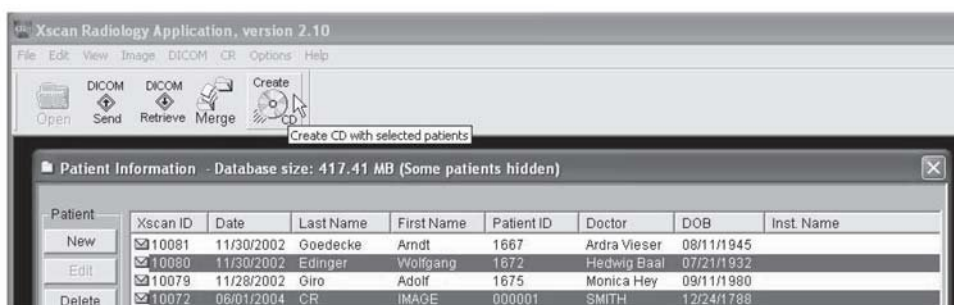 Xscan Radiology Application, version 2.10
File Edit View Image DICOM CR Options Help
Open
DICOM Send
DICOM Retrieve
Merge
Create CD
Create CD with selected patients
Patient Information - Database size: 417.41 MB (Some patients hidden)
Patient
New
Edit
Delete
Xscan ID Date Last Name First Name Patient ID Doctor DOB Inst. Name
10081 11/30/2002 Goedecke Arndt 1667 Ardra Vieser 08/11/1945
10080 11/30/2002 Edinger Wolfgang 1672 Hedwig Baal 07/21/1932
10079 11/28/2002 Giro Adolf 1675 Monica Hey 09/11/1980
10072 06/01/2004 CR IMAGE 000001 SMITH 12/24/1788